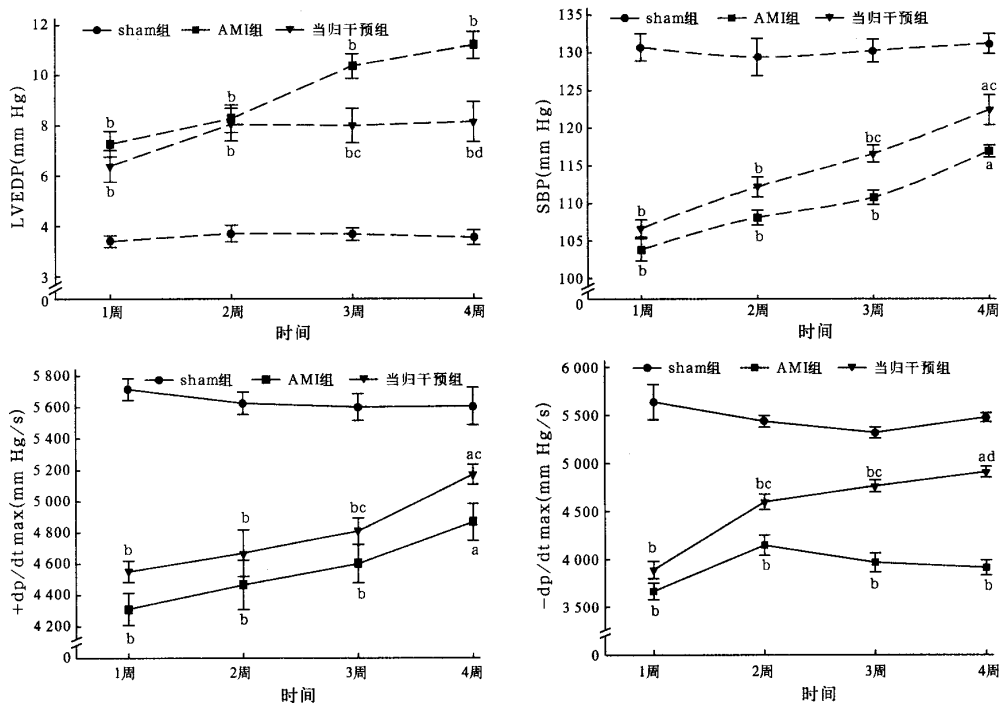 sham组 AMI组 当归干预组
LVEDP(mm Hg)
12
10
8
6
4
3
0
b
b
b
b
b
b
bc
bd
1周 2周 3周 4周
时间
sham组 AMI组 当归干预组
SBP(mm Hg)
135
130
125
120
115
110
105
100
0
b
b
bc
ac
b
b
b
a
1周 2周 3周 4周
时间
sham组 AMI组 当归干预组
+dp/dt max(mm Hg/s)
5 800
5 600
5 200
4 800
4 600
4 400
4 200
0
b
b
bc
ac
b
b
b
a
1周 2周 3周 4周
时间
sham组 AMI组 当归干预组
−dp/dt max(mm Hg/s)
6 000
5,500
5 000
4 500
4 000
3 500
0
b
bc
bc
ad
b
b
b
b
1周 2周 3周 4周
时间